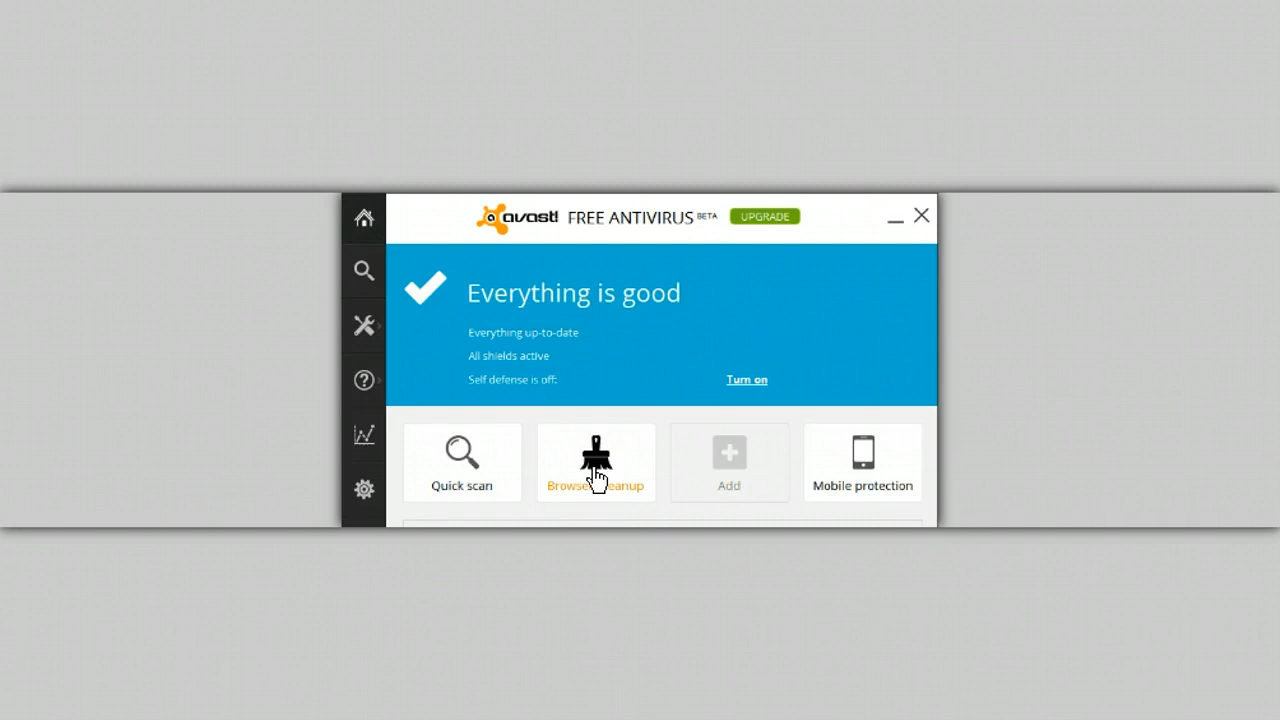 avast! FREE ANTIVIRUS BETA UPGRADE
Everything is good
Everything up-to-date
All shields active
Self defense is off: Turn on
Quick scan
Add
Mobile protection